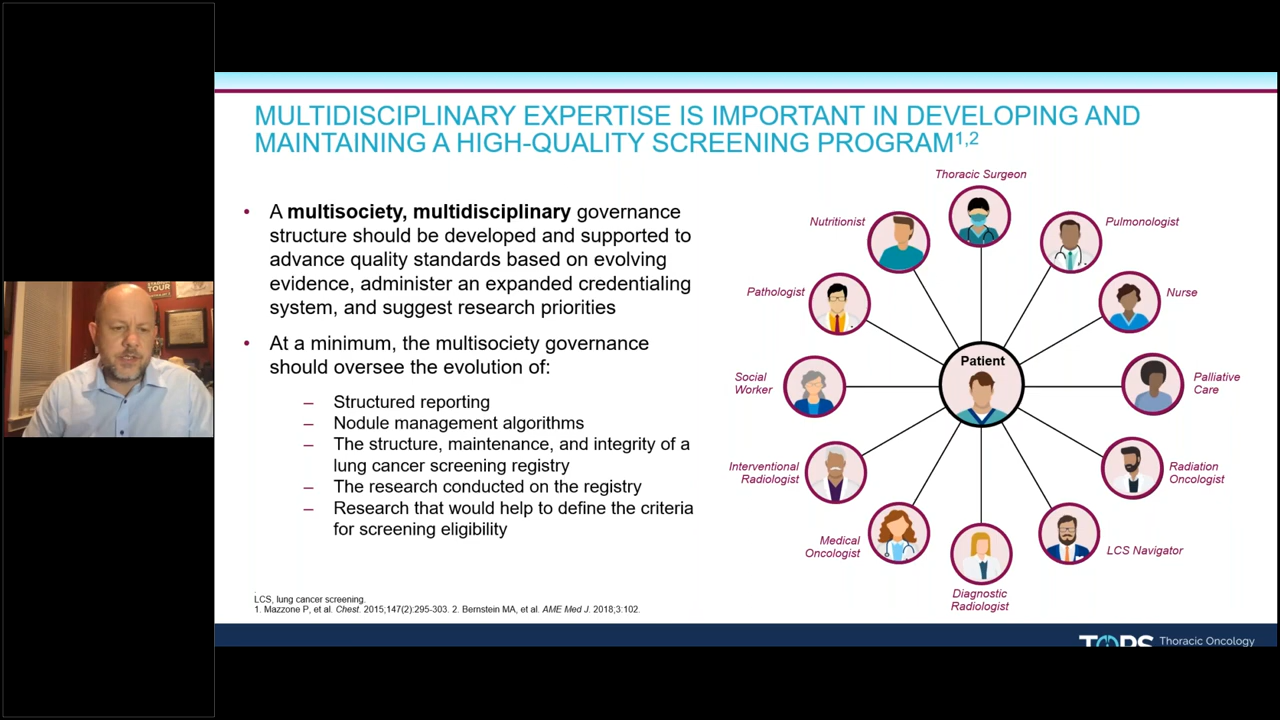 MULTIDISCIPLINARY EXPERTISE IS IMPORTANT IN DEVELOPING AND
MAINTAINING A HIGH-QUALITY SCREENING PROGRAM1,2
• A multisociety, multidisciplinary governance
structure should be developed and supported to
advance quality standards based on evolving
evidence, administer an expanded credentialing
system, and suggest research priorities
• At a minimum, the multisociety governance
should oversee the evolution of:
– Structured reporting
– Nodule management algorithms
– The structure, maintenance, and integrity of a
lung cancer screening registry
– The research conducted on the registry
– Research that would help to define the criteria
for screening eligibility
Thoracic Surgeon
Pulmonologist
Nurse
Palliative
Care
Radiation
Oncologist
LCS Navigator
Diagnostic
Radiologist
Medical
Oncologist
Interventional
Radiologist
Social
Worker
Pathologist
Nutritionist
Patient
LCS, lung cancer screening.
1. Mazzone P, et al. Chest. 2015;147(2):295-303. 2. Bernstein MA, et al. AME Med J. 2018;3:102.
TOPS Thoracic Oncology
TOUR